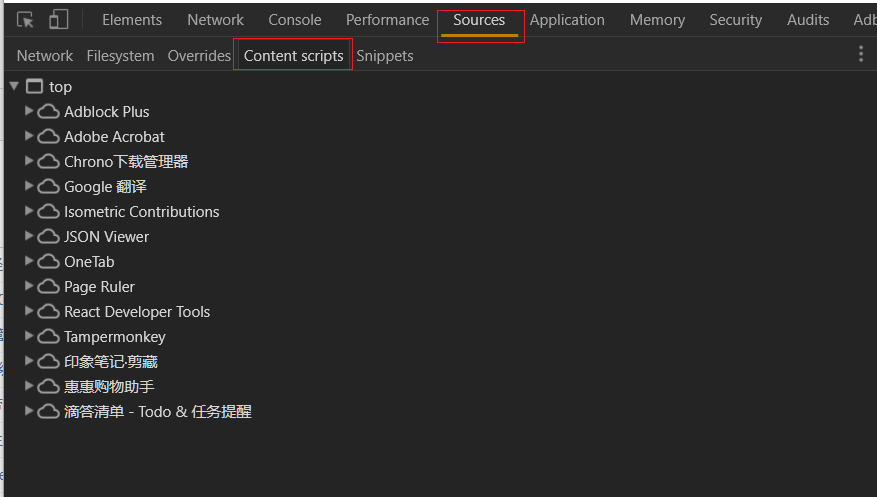 Elements Network Console Performance Sources Application Memory Security Audits Adb
Network Filesystem Overrides Content scripts Snippets
top
Adblock Plus
Adobe Acrobat
Chrono下载管理器
Google 翻译
Isometric Contributions
JSON Viewer
OneTab
Page Ruler
React Developer Tools
Tampermonkey
印象笔记·剪藏
惠惠购物助手
滴答清单 - Todo & 任务提醒